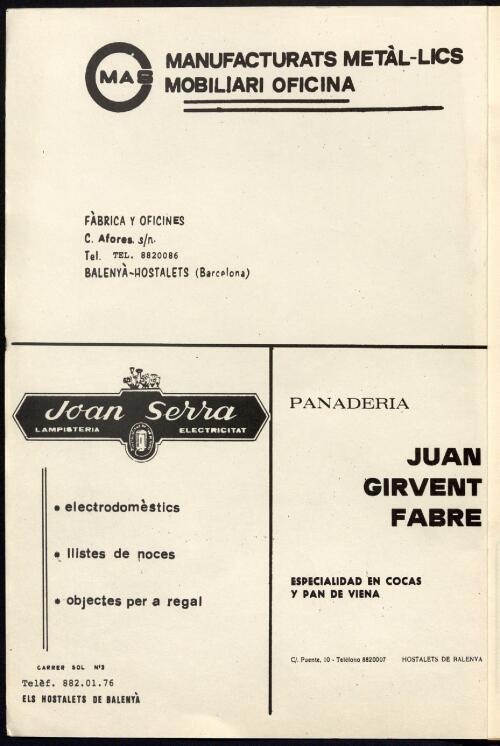 MAS
MANUFACTURATS METÀL-LICS
MOBILIARI OFICINA
FÀBRICA Y OFICINES
C. Afores. s/n.
Tel. TEL. 8820086
BALENYÀ-HOSTALETS (Barcelona)
Joan Serra
LAMPISTERIA ELECTRICITAT
• electrodomèstics
• llistes de noces
• objectes per a regal
CARRER SOL Nº3
Telèf. 882.01.76
ELS HOSTALETS DE BALENYÀ
PANADERIA
JUAN
GIRVENT
FABRE
ESPECIALIDAD EN COCAS
Y PAN DE VIENA
C/. Puente, 10 - Teléfono 8820007 HOSTALETS DE BALENYA